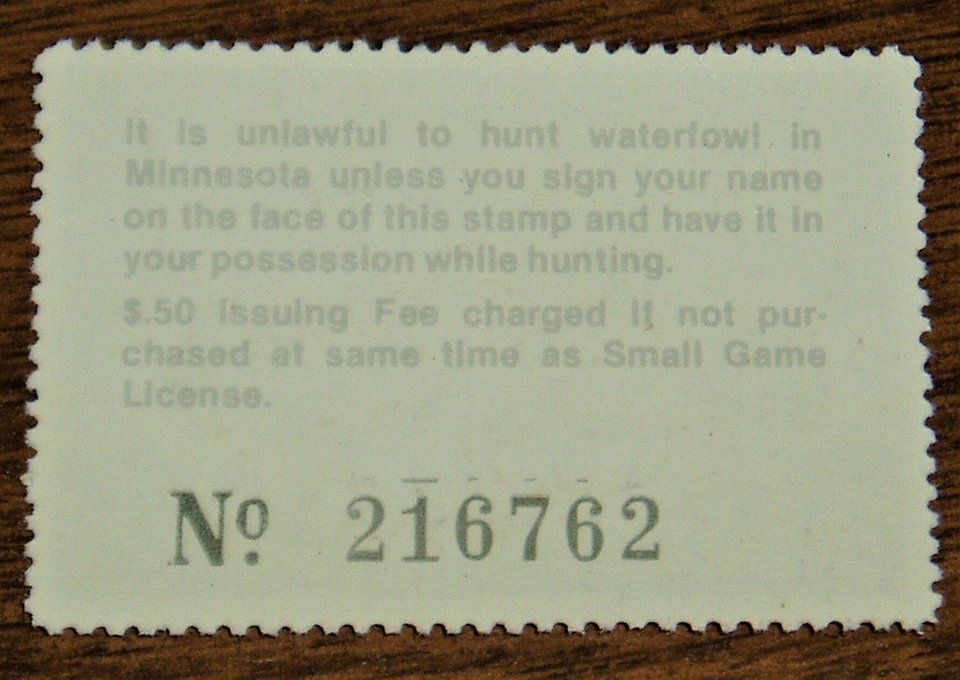 It is unlawful to hunt waterfowl in
Minnesota unless you sign your name
on the face of this stamp and have it in
your possession while hunting.
$.50 Issuing Fee charged if not pur-
chased at same time as Small Game
License.
Nº 216762